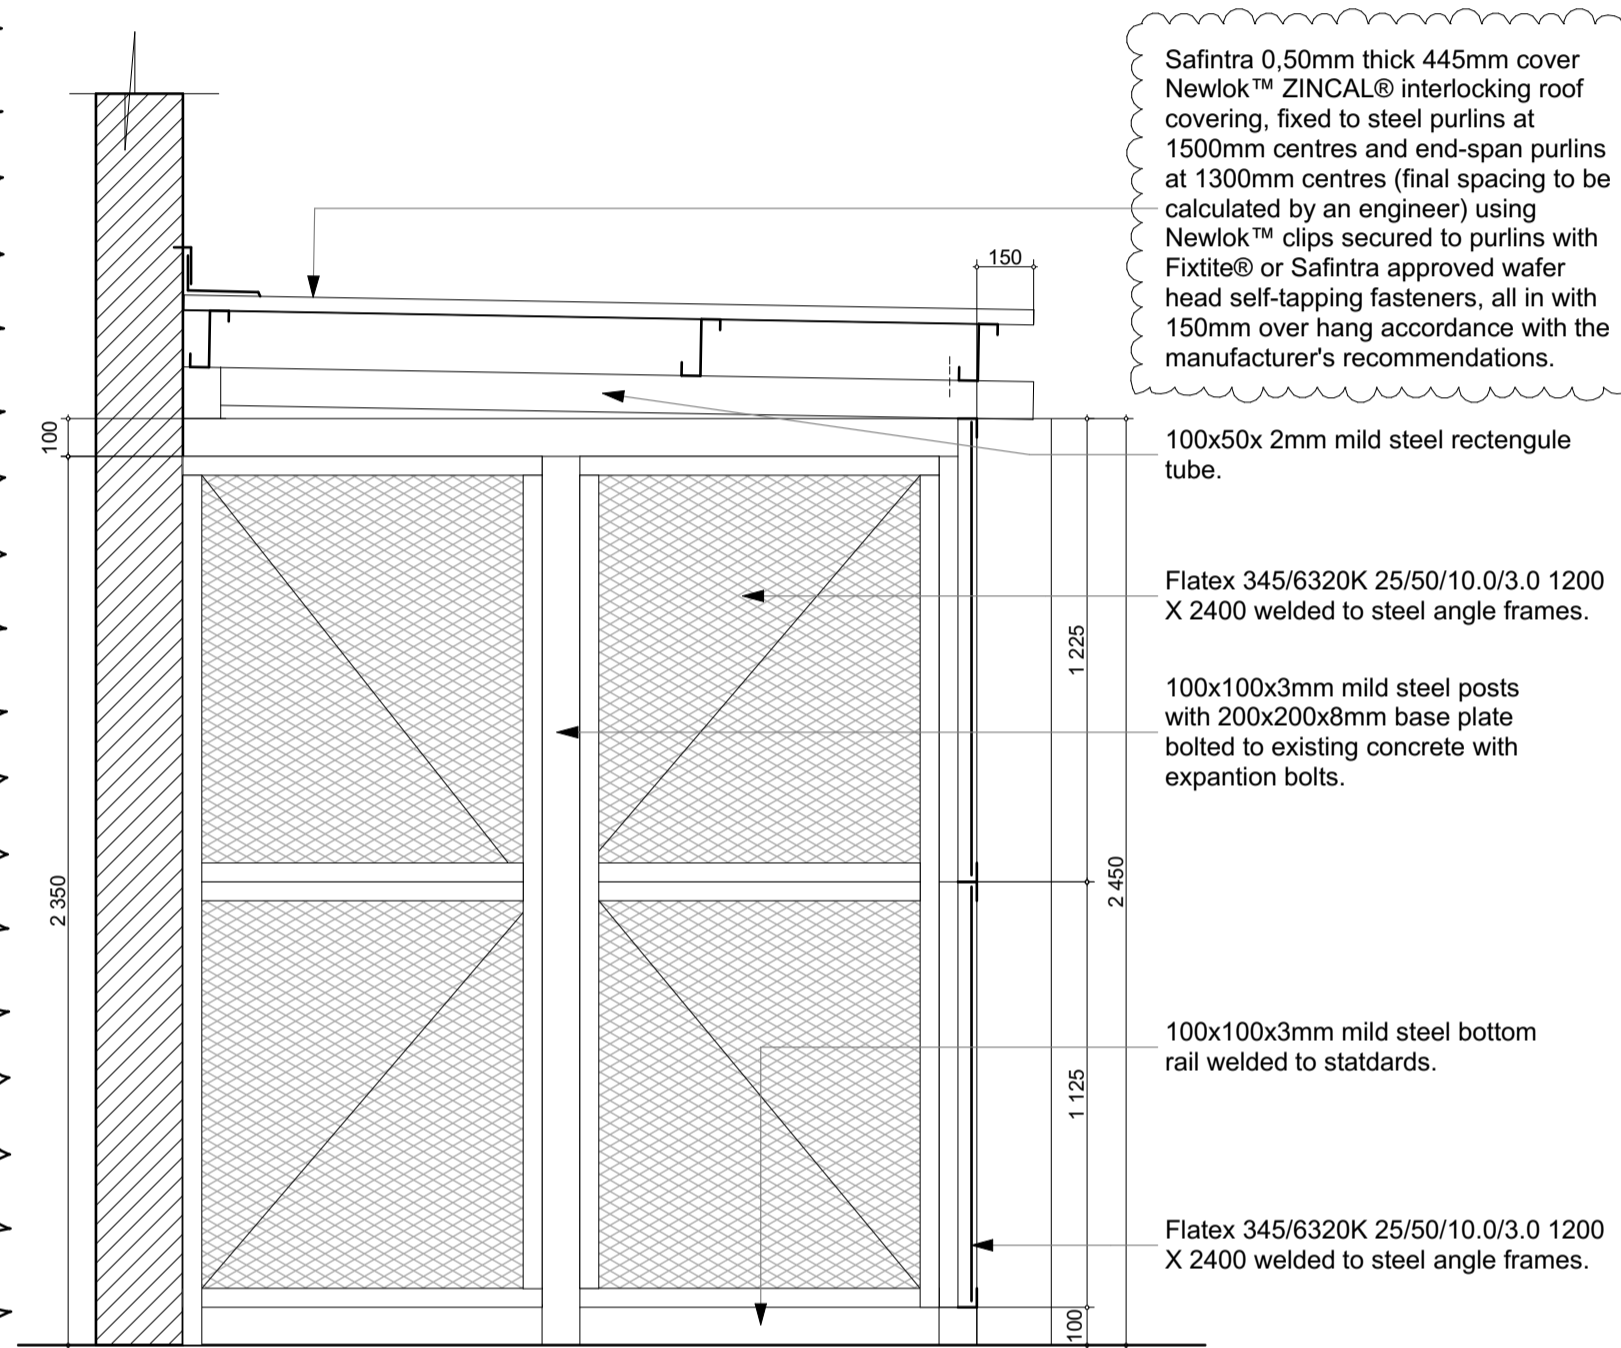 Safintra 0,50mm thick 445mm cover
Newlok™ ZINCAL® interlocking roof
covering, fixed to steel purlins at
1500mm centres and end-span purlins
at 1300mm centres (final spacing to be
calculated by an engineer) using
Newlok™ clips secured to purlins with
Fixtite® or Safintra approved wafer
head self-tapping fasteners, all in with
150mm over hang accordance with the
manufacturer's recommendations.
150
100
100x50x 2mm mild steel rectengule
tube.
Flatex 345/6320K 25/50/10.0/3.0 1200
X 2400 welded to steel angle frames.
1 225
100x100x3mm mild steel posts
with 200x200x8mm base plate
bolted to existing concrete with
expantion bolts.
2 350
2 450
100x100x3mm mild steel bottom
rail welded to statdards.
1 125
Flatex 345/6320K 25/50/10.0/3.0 1200
X 2400 welded to steel angle frames.
100